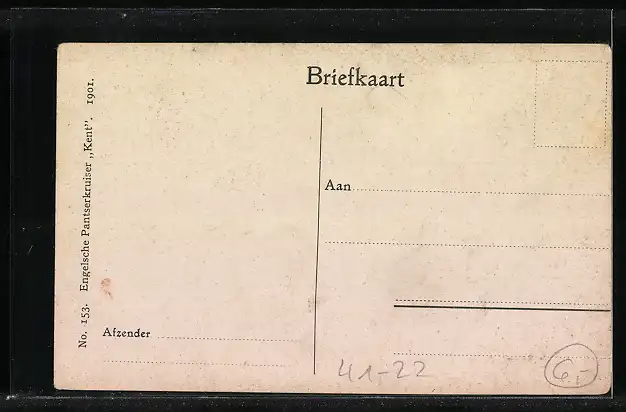 Briefkaart
No. 153. Engelsche Pantserkruiser „Kent". 1901.
Aan
Afzender
41-22
6,-